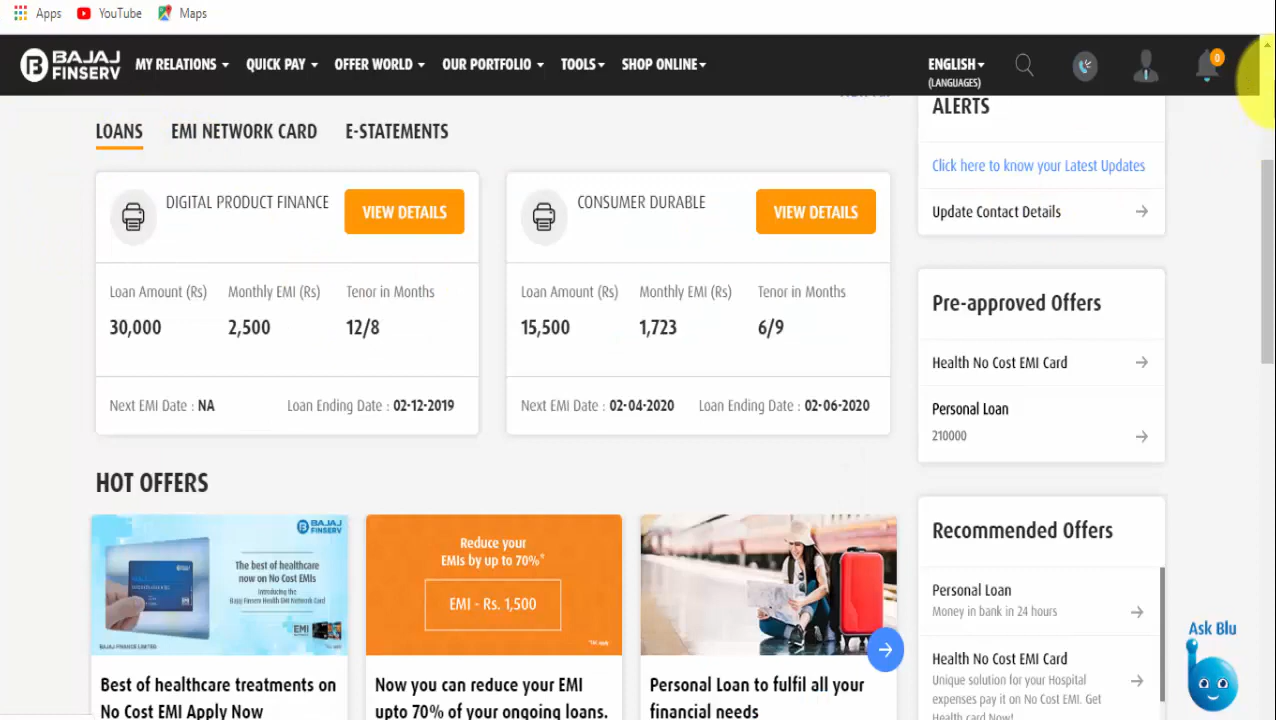 Apps YouTube Maps
BAJAJ
FINSERV
MY RELATIONS QUICK PAY OFFER WORLD OUR PORTFOLIO TOOLS SHOP ONLINE
ENGLISH
(LANGUAGES)
0
LOANS EMI NETWORK CARD E-STATEMENTS
DIGITAL PRODUCT FINANCE VIEW DETAILS
Loan Amount (Rs) Monthly EMI (Rs) Tenor in Months
30,000 2,500 12/8
Next EMI Date : NA Loan Ending Date : 02-12-2019
CONSUMER DURABLE VIEW DETAILS
Loan Amount (Rs) Monthly EMI (Rs) Tenor in Months
15,500 1,723 6/9
Next EMI Date : 02-04-2020 Loan Ending Date : 02-06-2020
ALERTS
Click here to know your Latest Updates
Update Contact Details
Pre-approved Offers
Health No Cost EMI Card
Personal Loan
210000
HOT OFFERS
BAJAJ
FINSERV
The best of healthcare
now on No Cost EMIs
Introducing the
Bajaj Finserv Health EMI Network Card
BAJAJ FINANCE LIMITED
EMI
Best of healthcare treatments on
No Cost EMI Apply Now
Reduce your
EMIs by up to 70%*
EMI - Rs. 1,500
Now you can reduce your EMI
upto 70% of your ongoing loans.
Personal Loan to fulfil all your
financial needs
Recommended Offers
Personal Loan
Money in bank in 24 hours
Health No Cost EMI Card
Unique solution for your Hospital
expenses pay it on No Cost EMI. Get
Health card Now!
Ask Blu